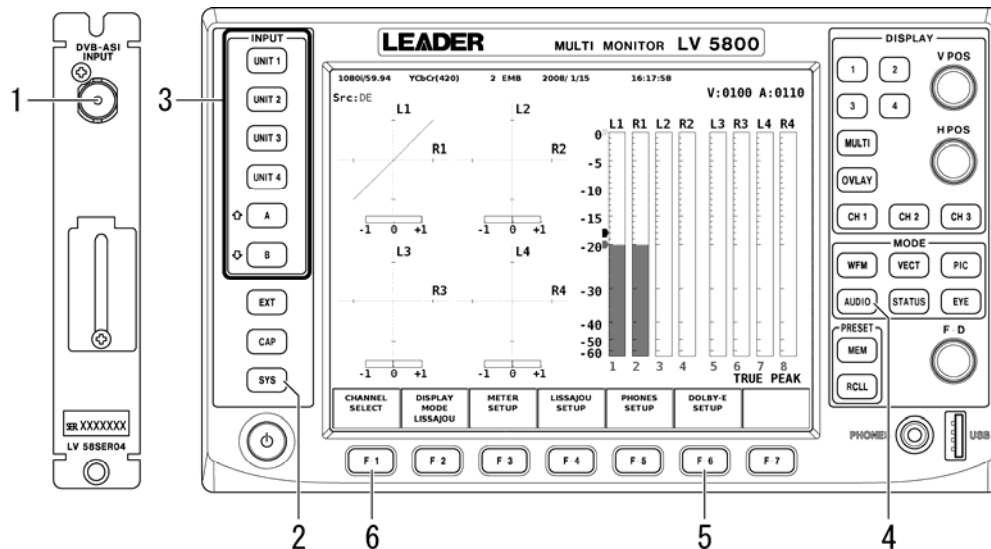 DVB-ASI
INPUT
1
SER. XXXXXXX
LV 58SER04
3
INPUT
UNIT 1
UNIT 2
UNIT 3
UNIT 4
A
B
EXT
CAP
SYS
2
LEADER MULTI MONITOR LV 5800
1080i/59.94 YCbCr(420) 2 EMB 2008/ 1/15 16:17:58
Src:DE V:0100 A:0110
L1
R1
-1 0 +1
L2
R2
-1 0 +1
L3
R3
-1 0 +1
L4
R4
-1 0 +1
L1 R1 L2 R2 L3 R3 L4 R4
0
-5
-10
-15
-20
-30
-40
-50
-60
1 2 3 4 5 6 7 8
TRUE PEAK
CHANNEL SELECT
DISPLAY MODE LISSAJOU
METER SETUP
LISSAJOU SETUP
PHONES SETUP
DOLBY-E SETUP
F·1 F·2 F·3 F·4 F·5 F·6 F·7
6
5
DISPLAY
1 2
3 4
V POS
MULTI
H POS
OVLAY
CH 1 CH 2 CH 3
MODE
WFM VECT PIC
AUDIO STATUS EYE
PRESET
MEM
RCLL
F·D
PHONES
USB
4